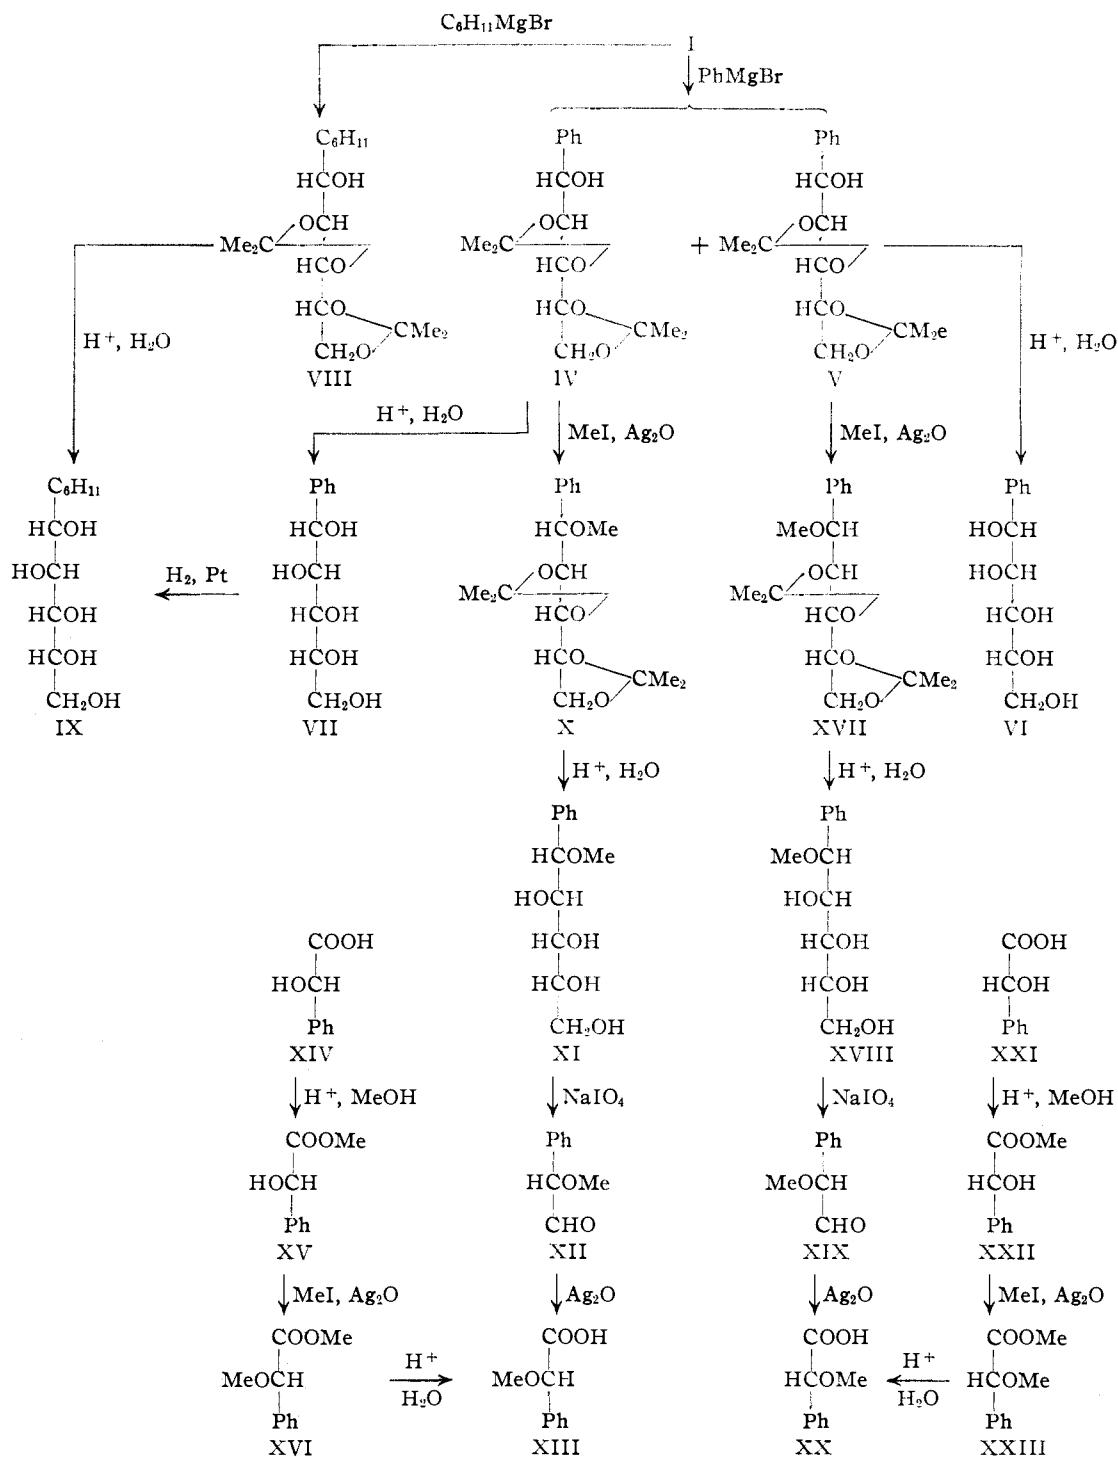 C₆H₁₁MgBr
I
PhMgBr
C₆H₁₁ Ph Ph
HCOH HCOH HCOH
OCH OCH OCH
Me₂C Me₂C + Me₂C
HCO HCO HCO
HCO HCO HCO
CMe₂ CMe₂ CM₂e
H⁺, H₂O H⁺, H₂O
CH₂O CH₂O CH₂O
VIII IV V
H⁺, H₂O
MeI, Ag₂O MeI, Ag₂O
C₆H₁₁ Ph Ph Ph Ph
HCOH HCOH HCOMe MeOCH HOCH
HOCH HOCH OCH OCH HOCH
H₂, Pt
Me₂C Me₂C
HCOH HCOH HCO HCO HCOH
HCOH HCOH HCO HCO HCOH
CMe₂ CMe₂
CH₂OH CH₂OH CH₂O CH₂O CH₂OH
IX VII X XVII VI
H⁺, H₂O H⁺, H₂O
Ph Ph
HCOMe MeOCH
HOCH HOCH
COOH HCOH HCOH COOH
HOCH HCOH HCOH HCOH
Ph CH₂OH CH₂OH Ph
XIV XI XVIII XXI
H⁺, MeOH NaIO₄ NaIO₄ H⁺, MeOH
COOMe Ph Ph COOMe
HOCH HCOMe MeOCH HCOH
Ph CHO CHO Ph
XV XII XIX XXII
MeI, Ag₂O Ag₂O Ag₂O MeI, Ag₂O
COOMe COOH COOH COOMe
H⁺ H⁺
MeOCH MeOCH HCOMe HCOMe
H₂O H₂O
Ph Ph Ph Ph
XVI XIII XX XXIII